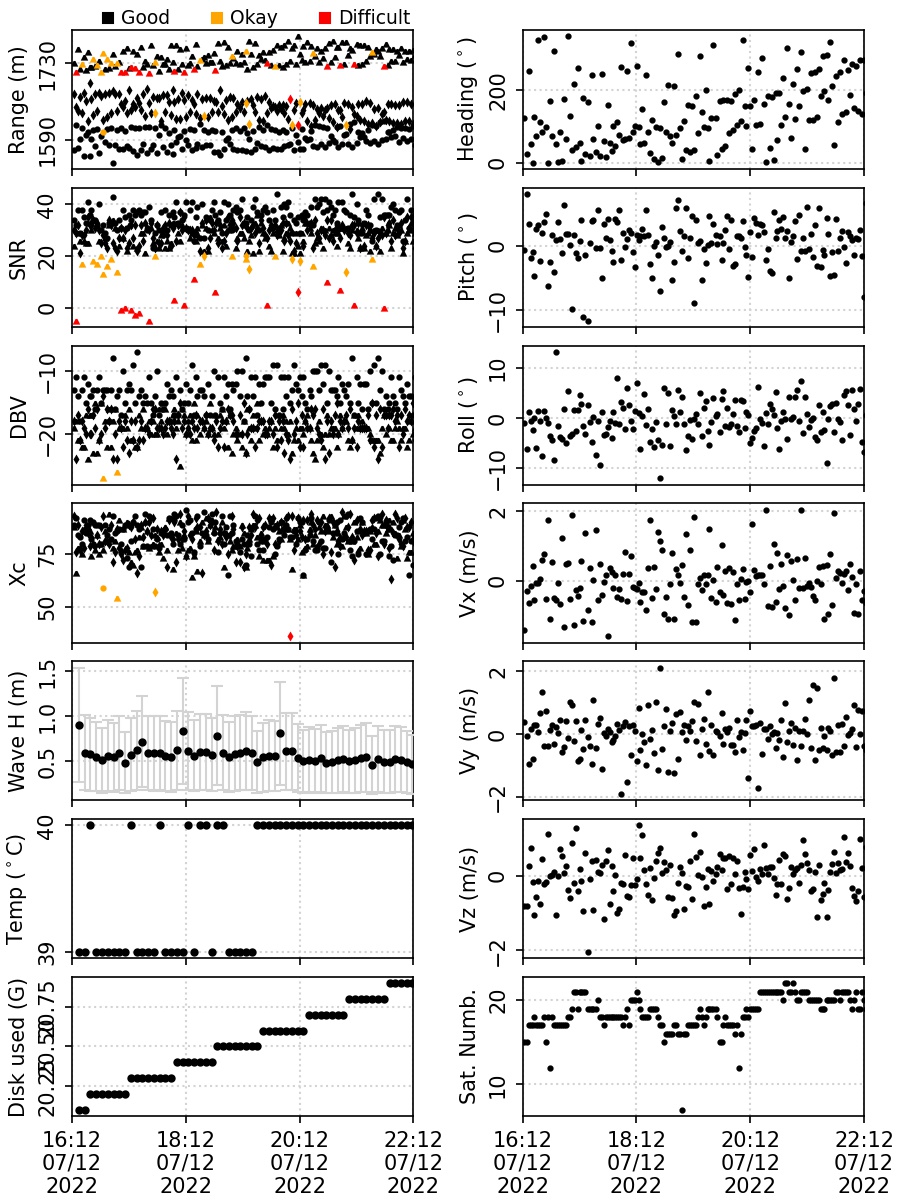 Good Okay Difficult
Range (m)
1730
1590
Heading (°)
200
0
SNR
40
20
0
Pitch (°)
0
−10
DBV
−10
−20
Roll (°)
10
0
−10
Xc
75
50
Vx (m/s)
2
0
Wave H (m)
1.5
1.0
0.5
Vy (m/s)
2
0
−2
Temp (°C)
40
39
Vz (m/s)
0
−2
Disk used (G)
20.75
20.50
20.25
Sat. Numb.
20
10
16:12 18:12 20:12 22:12
07/12 07/12 07/12 07/12
2022 2022 2022 2022
16:12 18:12 20:12 22:12
07/12 07/12 07/12 07/12
2022 2022 2022 2022